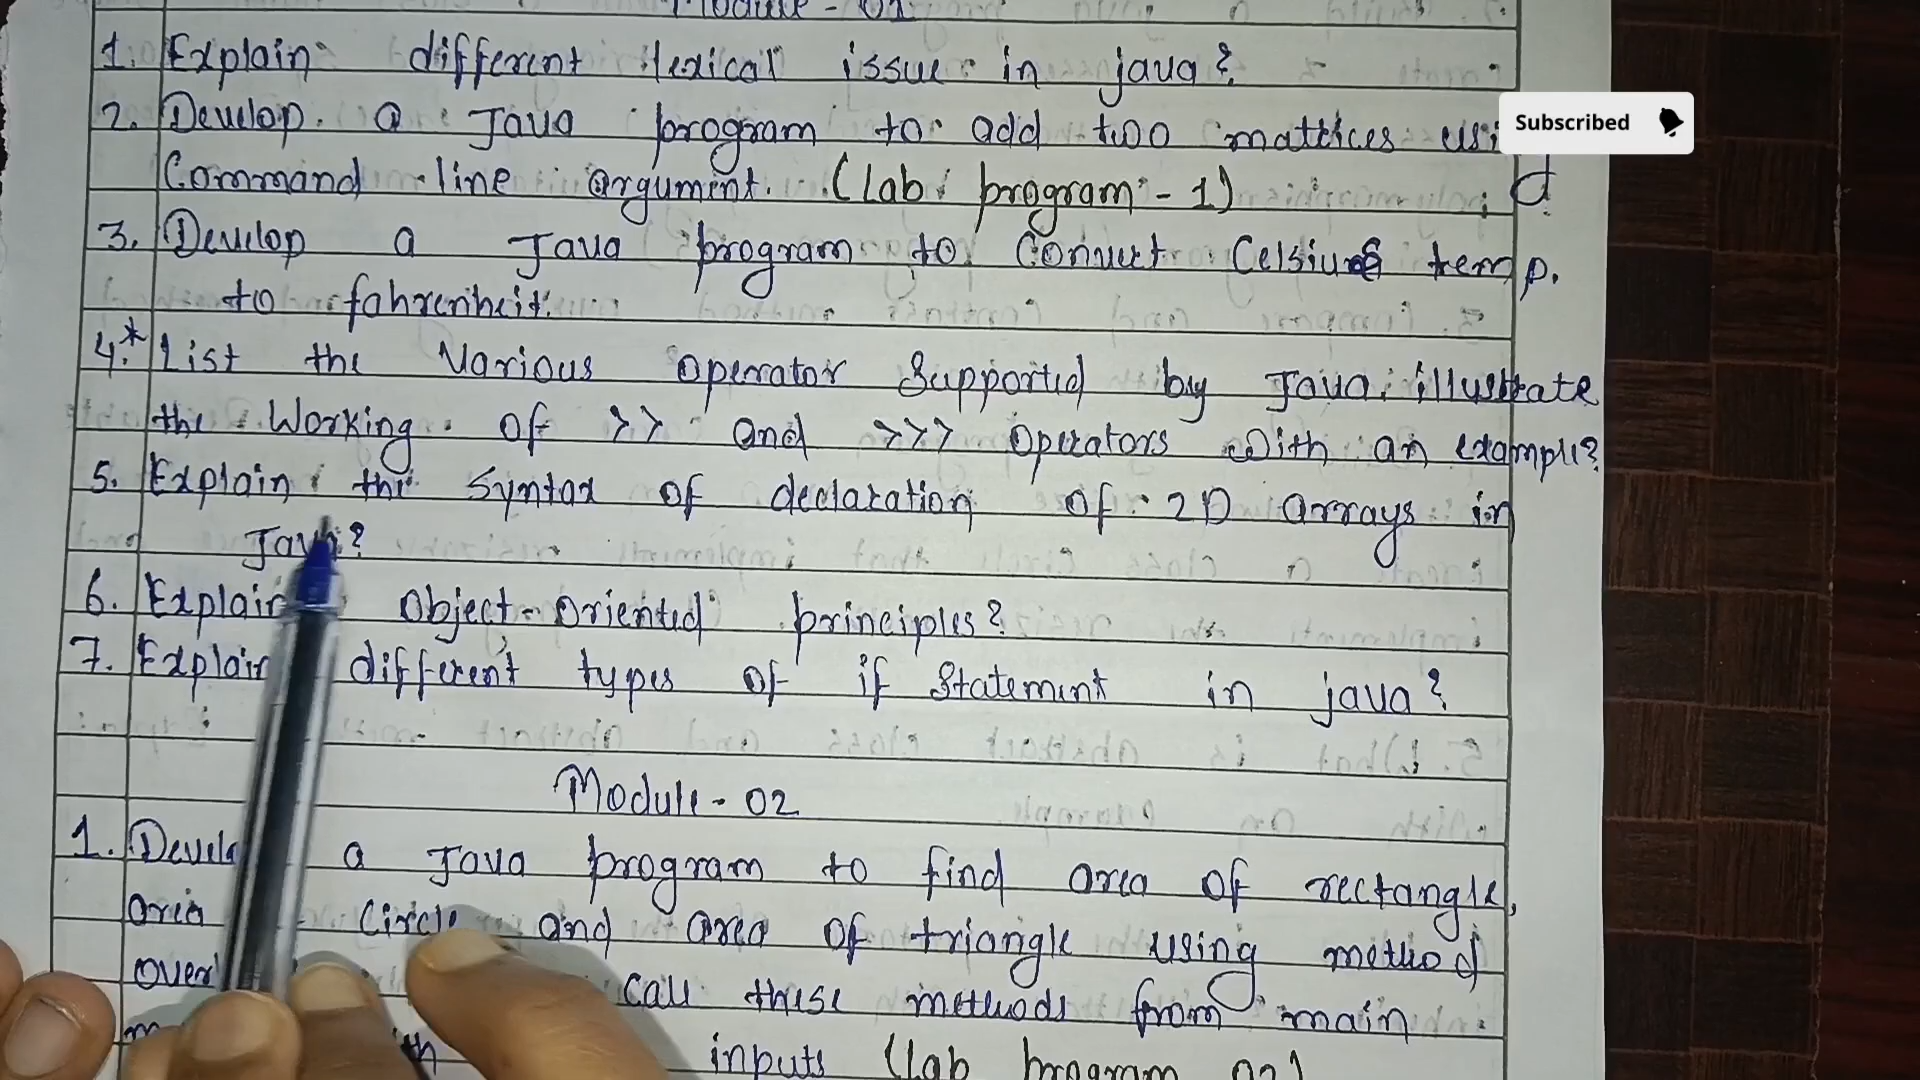 Module - 01
1. Explain different lexical issue in java?
2. Develop a Java program to add two matrices
Command line argument. (lab program - 1)
3. Develop a Java program to Convert Celsius temp.
to fahrenheit.
4.* List the Various operator Supported by Java. illustrate
the Working of >> and >>> operators with an example?
5. Explain the Syntax of declaration of 2D arrays in
Java?
6. Explain Object-Oriented principles?
7. Explain different types of if Statement in java?
Module - 02
1. a Java program to find area of rectangle,
Circle and area of triangle using method
call these methods from main
inputs (lab program 02)
Subscribed